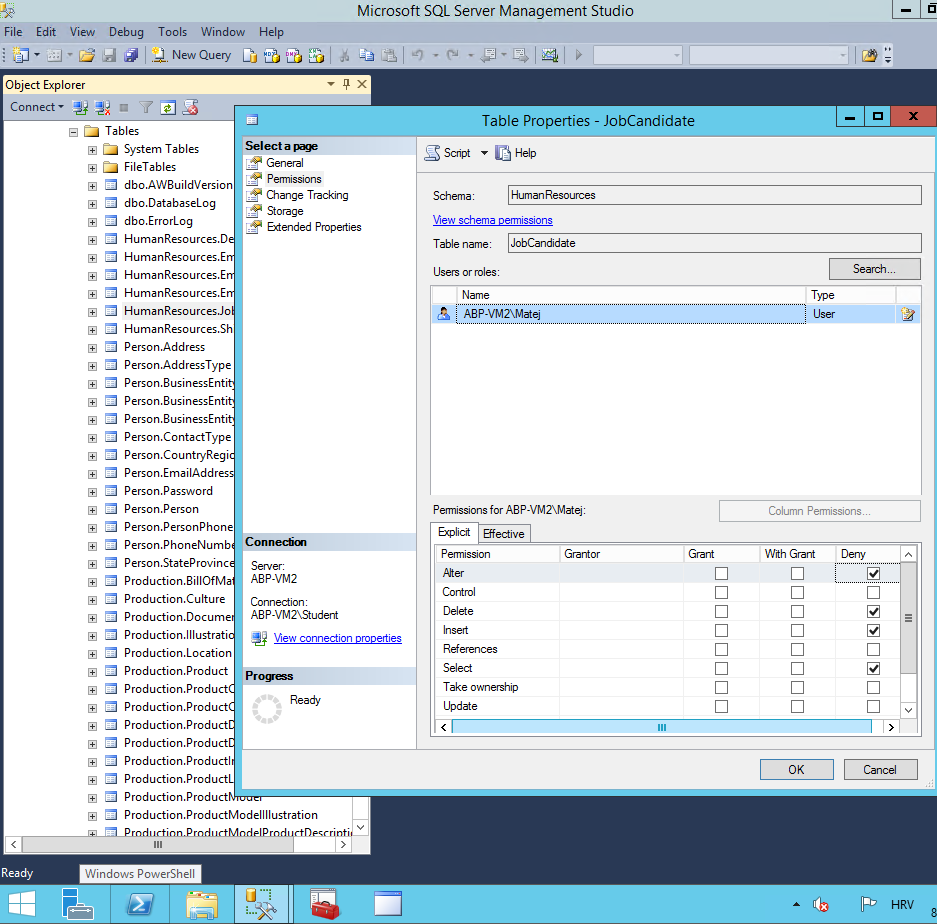 Microsoft SQL Server Management Studio
File Edit View Debug Tools Window Help
New Query
Object Explorer
Connect
Tables
System Tables
FileTables
dbo.AWBuildVersion
dbo.DatabaseLog
dbo.ErrorLog
HumanResources.De
HumanResources.Em
HumanResources.Em
HumanResources.Em
HumanResources.Job
HumanResources.Sh
Person.Address
Person.AddressType
Person.BusinessEntity
Person.BusinessEntity
Person.BusinessEntity
Person.ContactType
Person.CountryRegio
Person.EmailAddress
Person.Password
Person.Person
Person.PersonPhone
Person.PhoneNumbe
Person.StateProvince
Production.BillOfMat
Production.Culture
Production.Documen
Production.Illustratio
Production.Location
Production.Product
Production.ProductC
Production.ProductC
Production.ProductD
Production.ProductD
Production.ProductIn
Production.ProductL
Production.ProductModel
Production.ProductModelIllustration
Production.ProductModelProductDescripti
Table Properties - JobCandidate
Select a page
General
Permissions
Change Tracking
Storage
Extended Properties
Connection
Server:
ABP-VM2
Connection:
ABP-VM2\Student
View connection properties
Progress
Ready
Script Help
Schema: HumanResources
View schema permissions
Table name: JobCandidate
Users or roles: Search...
Name Type
ABP-VM2\Matej User
Permissions for ABP-VM2\Matej: Column Permissions...
Explicit Effective
Permission Grantor Grant With Grant Deny
Alter
Control
Delete
Insert
References
Select
Take ownership
Update
OK Cancel
Ready
Windows PowerShell
HRV
8